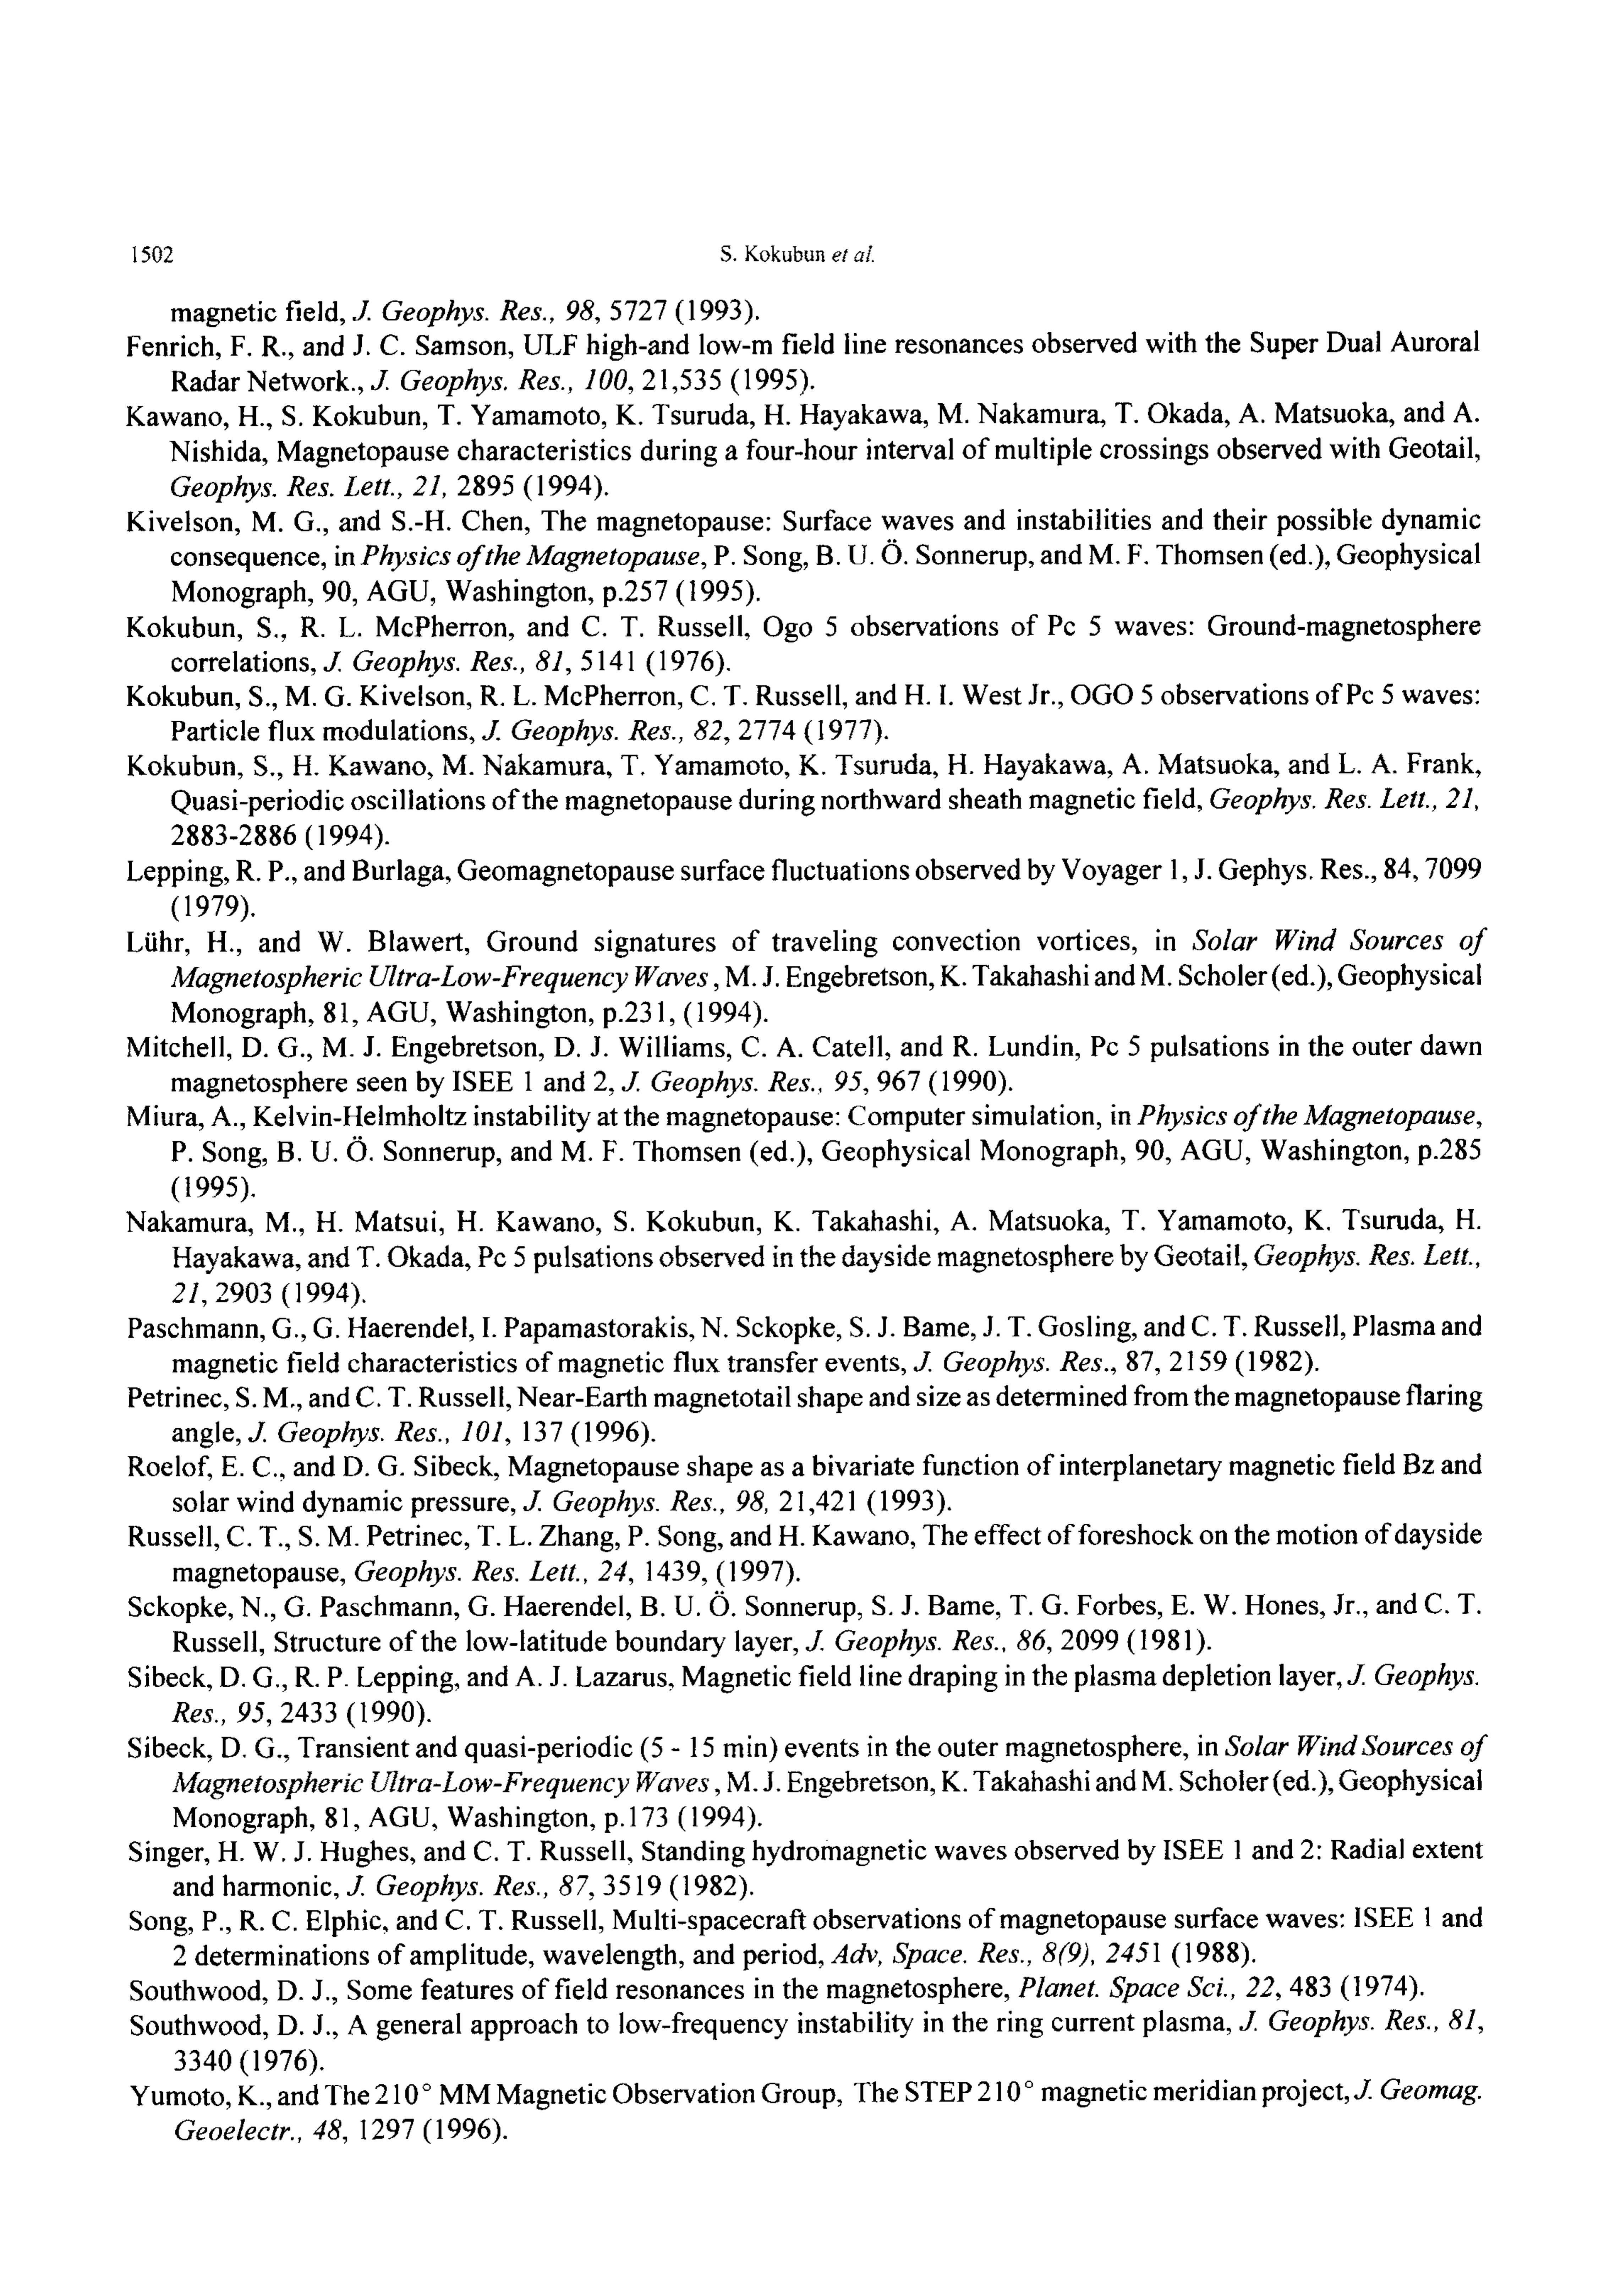 1502
S. Kokubun et al.
magnetic field, J. Geophys. Res., 98, 5727 (1993).
Fenrich, F. R., and J. C. Samson, ULF high-and low-m field line resonances observed with the Super Dual Auroral
Radar Network., J. Geophys. Res., 100, 21,535 (1995).
Kawano, H., S. Kokubun, T. Yamamoto, K. Tsuruda, H. Hayakawa, M. Nakamura, T. Okada, A. Matsuoka, and A.
Nishida, Magnetopause characteristics during a four-hour interval of multiple crossings observed with Geotail,
Geophys. Res. Lett., 21, 2895 (1994).
Kivelson, M. G., and S.-H. Chen, The magnetopause: Surface waves and instabilities and their possible dynamic
consequence, in Physics of the Magnetopause, P. Song, B. U. Ö. Sonnerup, and M. F. Thomsen (ed.), Geophysical
Monograph, 90, AGU, Washington, p.257 (1995).
Kokubun, S., R. L. McPherron, and C. T. Russell, Ogo 5 observations of Pc 5 waves: Ground-magnetosphere
correlations, J. Geophys. Res., 81, 5141 (1976).
Kokubun, S., M. G. Kivelson, R. L. McPherron, C. T. Russell, and H. I. West Jr., OGO 5 observations of Pc 5 waves:
Particle flux modulations, J. Geophys. Res., 82, 2774 (1977).
Kokubun, S., H. Kawano, M. Nakamura, T. Yamamoto, K. Tsuruda, H. Hayakawa, A. Matsuoka, and L. A. Frank,
Quasi-periodic oscillations of the magnetopause during northward sheath magnetic field, Geophys. Res. Lett., 21,
2883-2886 (1994).
Lepping, R. P., and Burlaga, Geomagnetopause surface fluctuations observed by Voyager 1, J. Gephys. Res., 84, 7099
(1979).
Lühr, H., and W. Blawert, Ground signatures of traveling convection vortices, in Solar Wind Sources of
Magnetospheric Ultra-Low-Frequency Waves, M. J. Engebretson, K. Takahashi and M. Scholer (ed.), Geophysical
Monograph, 81, AGU, Washington, p.231, (1994).
Mitchell, D. G., M. J. Engebretson, D. J. Williams, C. A. Catell, and R. Lundin, Pc 5 pulsations in the outer dawn
magnetosphere seen by ISEE 1 and 2, J. Geophys. Res., 95, 967 (1990).
Miura, A., Kelvin-Helmholtz instability at the magnetopause: Computer simulation, in Physics of the Magnetopause,
P. Song, B. U. Ö. Sonnerup, and M. F. Thomsen (ed.), Geophysical Monograph, 90, AGU, Washington, p.285
(1995).
Nakamura, M., H. Matsui, H. Kawano, S. Kokubun, K. Takahashi, A. Matsuoka, T. Yamamoto, K. Tsuruda, H.
Hayakawa, and T. Okada, Pc 5 pulsations observed in the dayside magnetosphere by Geotail, Geophys. Res. Lett.,
21, 2903 (1994).
Paschmann, G., G. Haerendel, I. Papamastorakis, N. Sckopke, S. J. Bame, J. T. Gosling, and C. T. Russell, Plasma and
magnetic field characteristics of magnetic flux transfer events, J. Geophys. Res., 87, 2159 (1982).
Petrinec, S. M., and C. T. Russell, Near-Earth magnetotail shape and size as determined from the magnetopause flaring
angle, J. Geophys. Res., 101, 137 (1996).
Roelof, E. C., and D. G. Sibeck, Magnetopause shape as a bivariate function of interplanetary magnetic field Bz and
solar wind dynamic pressure, J. Geophys. Res., 98, 21,421 (1993).
Russell, C. T., S. M. Petrinec, T. L. Zhang, P. Song, and H. Kawano, The effect of foreshock on the motion of dayside
magnetopause, Geophys. Res. Lett., 24, 1439, (1997).
Sckopke, N., G. Paschmann, G. Haerendel, B. U. Ö. Sonnerup, S. J. Bame, T. G. Forbes, E. W. Hones, Jr., and C. T.
Russell, Structure of the low-latitude boundary layer, J. Geophys. Res., 86, 2099 (1981).
Sibeck, D. G., R. P. Lepping, and A. J. Lazarus, Magnetic field line draping in the plasma depletion layer, J. Geophys.
Res., 95, 2433 (1990).
Sibeck, D. G., Transient and quasi-periodic (5 - 15 min) events in the outer magnetosphere, in Solar Wind Sources of
Magnetospheric Ultra-Low-Frequency Waves, M. J. Engebretson, K. Takahashi and M. Scholer (ed.), Geophysical
Monograph, 81, AGU, Washington, p.173 (1994).
Singer, H. W. J. Hughes, and C. T. Russell, Standing hydromagnetic waves observed by ISEE 1 and 2: Radial extent
and harmonic, J. Geophys. Res., 87, 3519 (1982).
Song, P., R. C. Elphic, and C. T. Russell, Multi-spacecraft observations of magnetopause surface waves: ISEE 1 and
2 determinations of amplitude, wavelength, and period, Adv, Space. Res., 8(9), 2451 (1988).
Southwood, D. J., Some features of field resonances in the magnetosphere, Planet. Space Sci., 22, 483 (1974).
Southwood, D. J., A general approach to low-frequency instability in the ring current plasma, J. Geophys. Res., 81,
3340 (1976).
Yumoto, K., and The 210° MM Magnetic Observation Group, The STEP 210° magnetic meridian project, J. Geomag.
Geoelectr., 48, 1297 (1996).